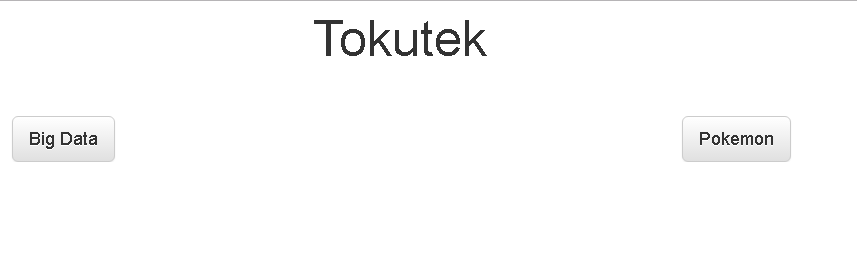 Tokutek
Big Data
Pokemon